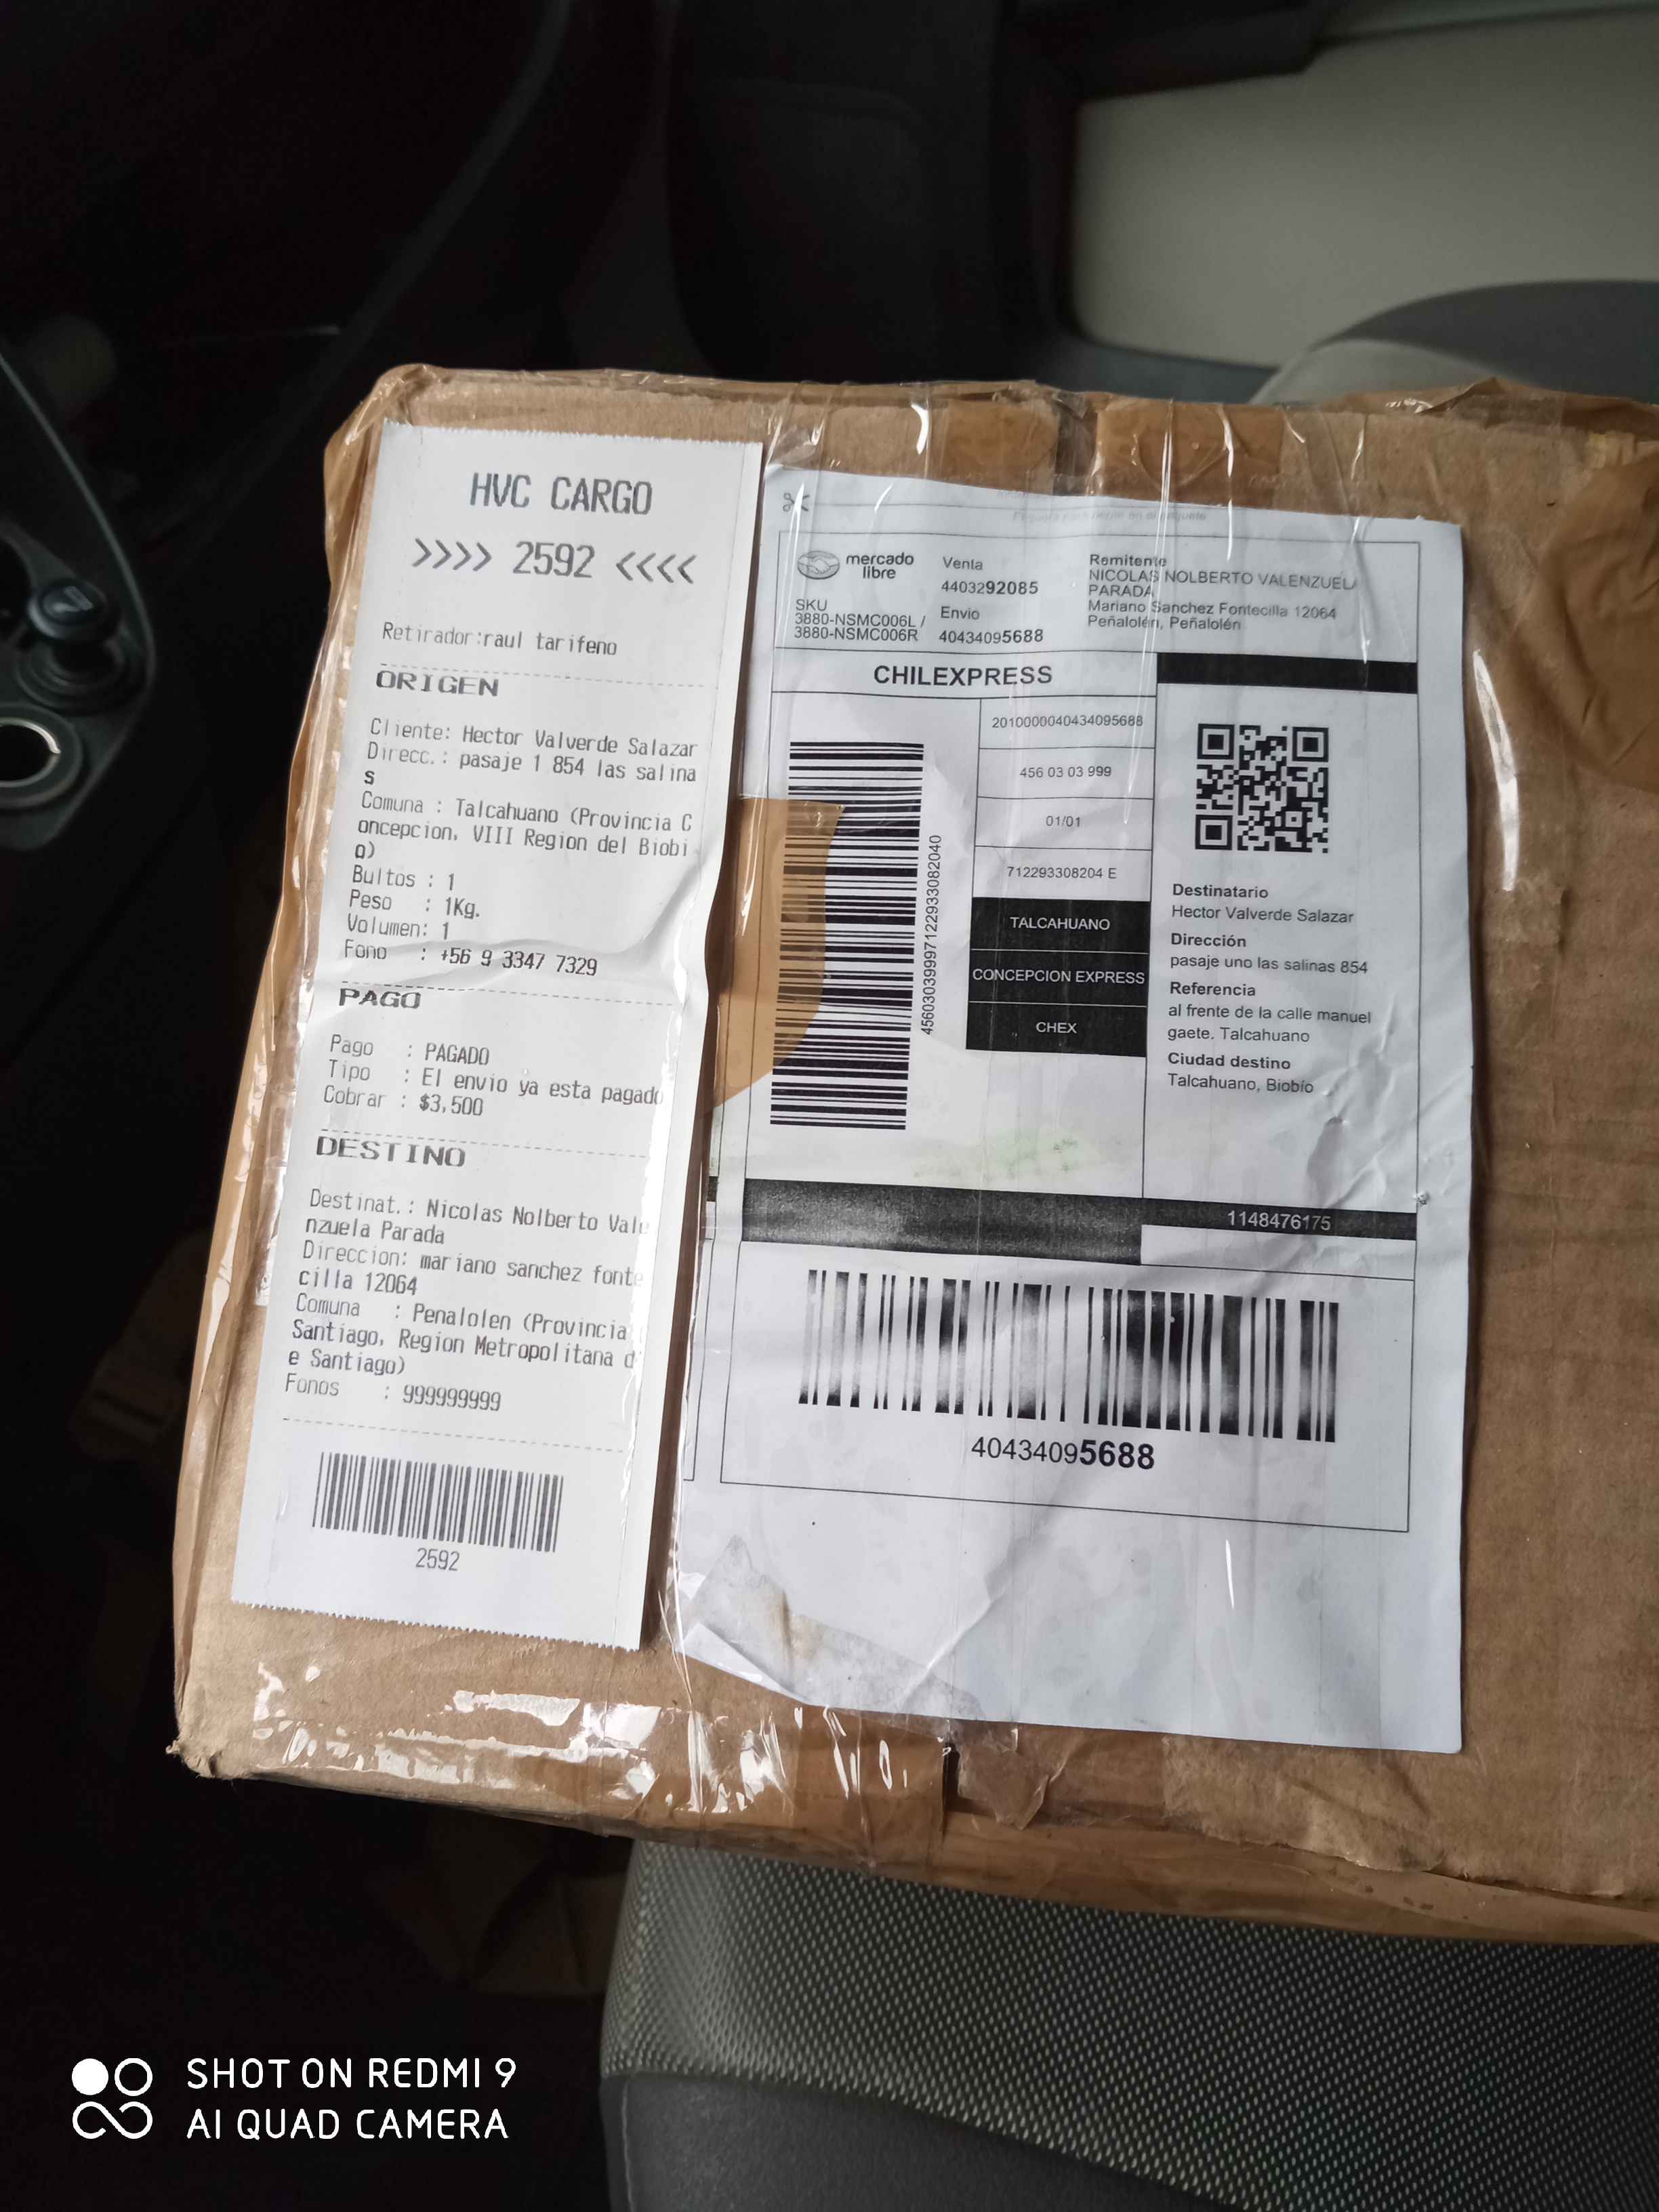 HVC CARGO
>>>> 2592 <<<<
Retirador:raul tarifeno
ORIGEN
Cliente: Hector Valverde Salazar
Direcc.: pasaje 1 854 las salina
s
Comuna : Talcahuano (Provincia C
oncepcion, VIII Region del Biobi
o)
Bultos : 1
Peso : 1Kg.
Volumen: 1
Fono : +56 9 3347 7329
PAGO
Pago : PAGADO
Tipo : El envio ya esta pagado
Cobrar : $3,500
DESTINO
Destinat.: Nicolas Nolberto Vale
nzuela Parada
Direccion: mariano sanchez fonte
cilla 12064
Comuna : Penalolen (Provincia
Santiago, Region Metropolitana d
e Santiago)
Fonos : 999999999
2592
mercado
libre
SKU
3880-NSMC006L /
3880-NSMC006R
Venta
4403292085
Envio
40434095688
Remitente
NICOLAS NOLBERTO VALENZUELA
PARADA
Mariano Sanchez Fontecilla 12064
Peñalolén, Peñalolén
CHILEXPRESS
2010000040434095688
456 03 03 999
01/01
712293308204 E
TALCAHUANO
CONCEPCION EXPRESS
CHEX
45603039997122933082040
Destinatario
Hector Valverde Salazar
Dirección
pasaje uno las salinas 854
Referencia
al frente de la calle manuel
gaete. Talcahuano
Ciudad destino
Talcahuano, Biobío
1148476175
40434095688
SHOT ON REDMI 9
AI QUAD CAMERA